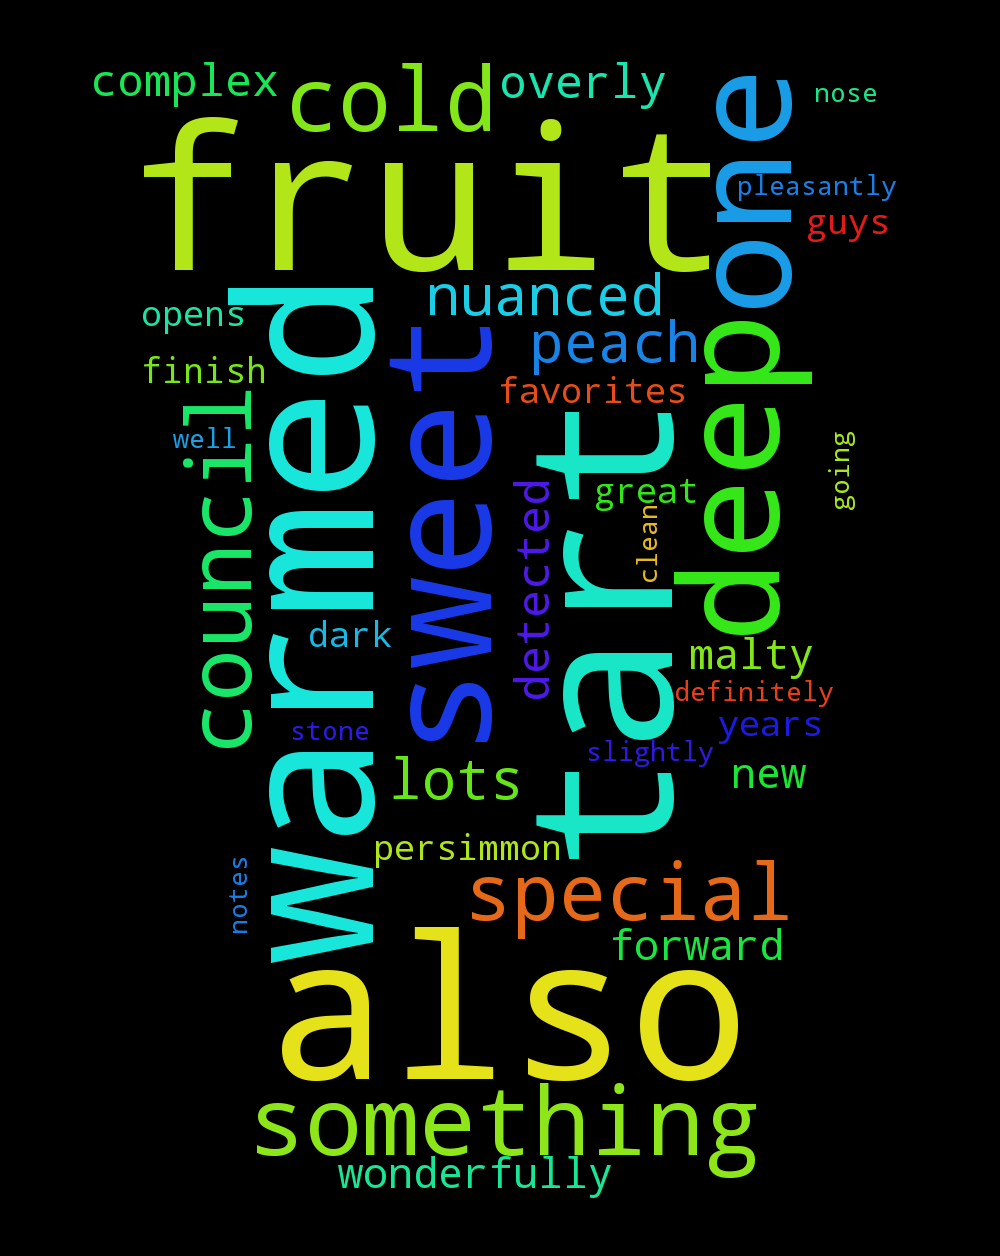 complex
cold
overly
nose
fruit
one
pleasantly
guys
opens
nuanced
peach
finish
favorites
warmed
sweet
tart
deep
council
well
going
great
detected
clean
dark
malty
definitely
stone
years
slightly
lots
new
persimmon
notes
special
forward
also
something
wonderfully